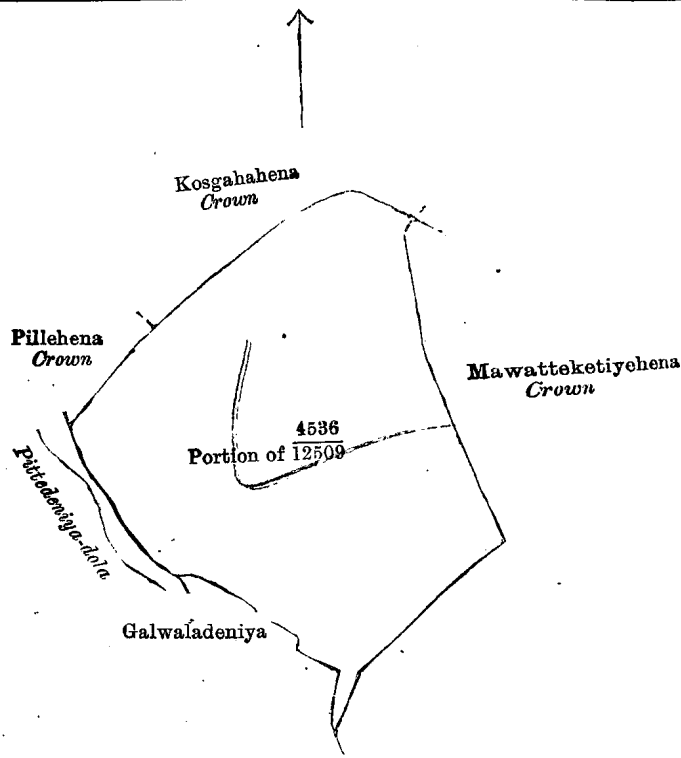 Kosgahahena
Crown
Pillehena
Crown
Mawatteketiyehena
Crown
4536
Portion of 12509
Pittedeniya-dola
Galwaladeniya